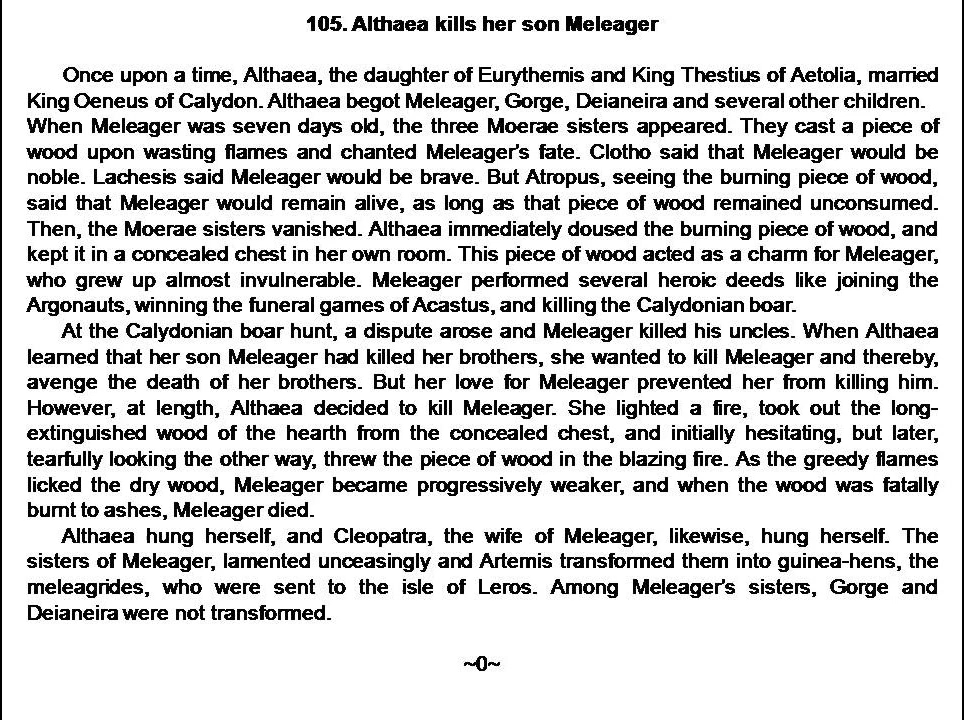 105. Althaea kills her son Meleager
Once upon a time, Althaea, the daughter of Eurythemis and King Thestius of Aetolia, married
King Oeneus of Calydon. Althaea begot Meleager, Gorge, Deianeira and several other children.
When Meleager was seven days old, the three Moerae sisters appeared. They cast a piece of
wood upon wasting flames and chanted Meleager's fate. Clotho said that Meleager would be
noble. Lachesis said Meleager would be brave. But Atropus, seeing the burning piece of wood,
said that Meleager would remain alive, as long as that piece of wood remained unconsumed.
Then, the Moerae sisters vanished. Althaea immediately doused the burning piece of wood, and
kept it in a concealed chest in her own room. This piece of wood acted as a charm for Meleager,
who grew up almost invulnerable. Meleager performed several heroic deeds like joining the
Argonauts, winning the funeral games of Acastus, and killing the Calydonian boar.
At the Calydonian boar hunt, a dispute arose and Meleager killed his uncles. When Althaea
learned that her son Meleager had killed her brothers, she wanted to kill Meleager and thereby,
avenge the death of her brothers. But her love for Meleager prevented her from killing him.
However, at length, Althaea decided to kill Meleager. She lighted a fire, took out the long-
extinguished wood of the hearth from the concealed chest, and initially hesitating, but later,
tearfully looking the other way, threw the piece of wood in the blazing fire. As the greedy flames
licked the dry wood, Meleager became progressively weaker, and when the wood was fatally
burnt to ashes, Meleager died.
Althaea hung herself, and Cleopatra, the wife of Meleager, likewise, hung herself. The
sisters of Meleager, lamented unceasingly and Artemis transformed them into guinea-hens, the
meleagrides, who were sent to the isle of Leros. Among Meleager's sisters, Gorge and
Deianeira were not transformed.
~0~